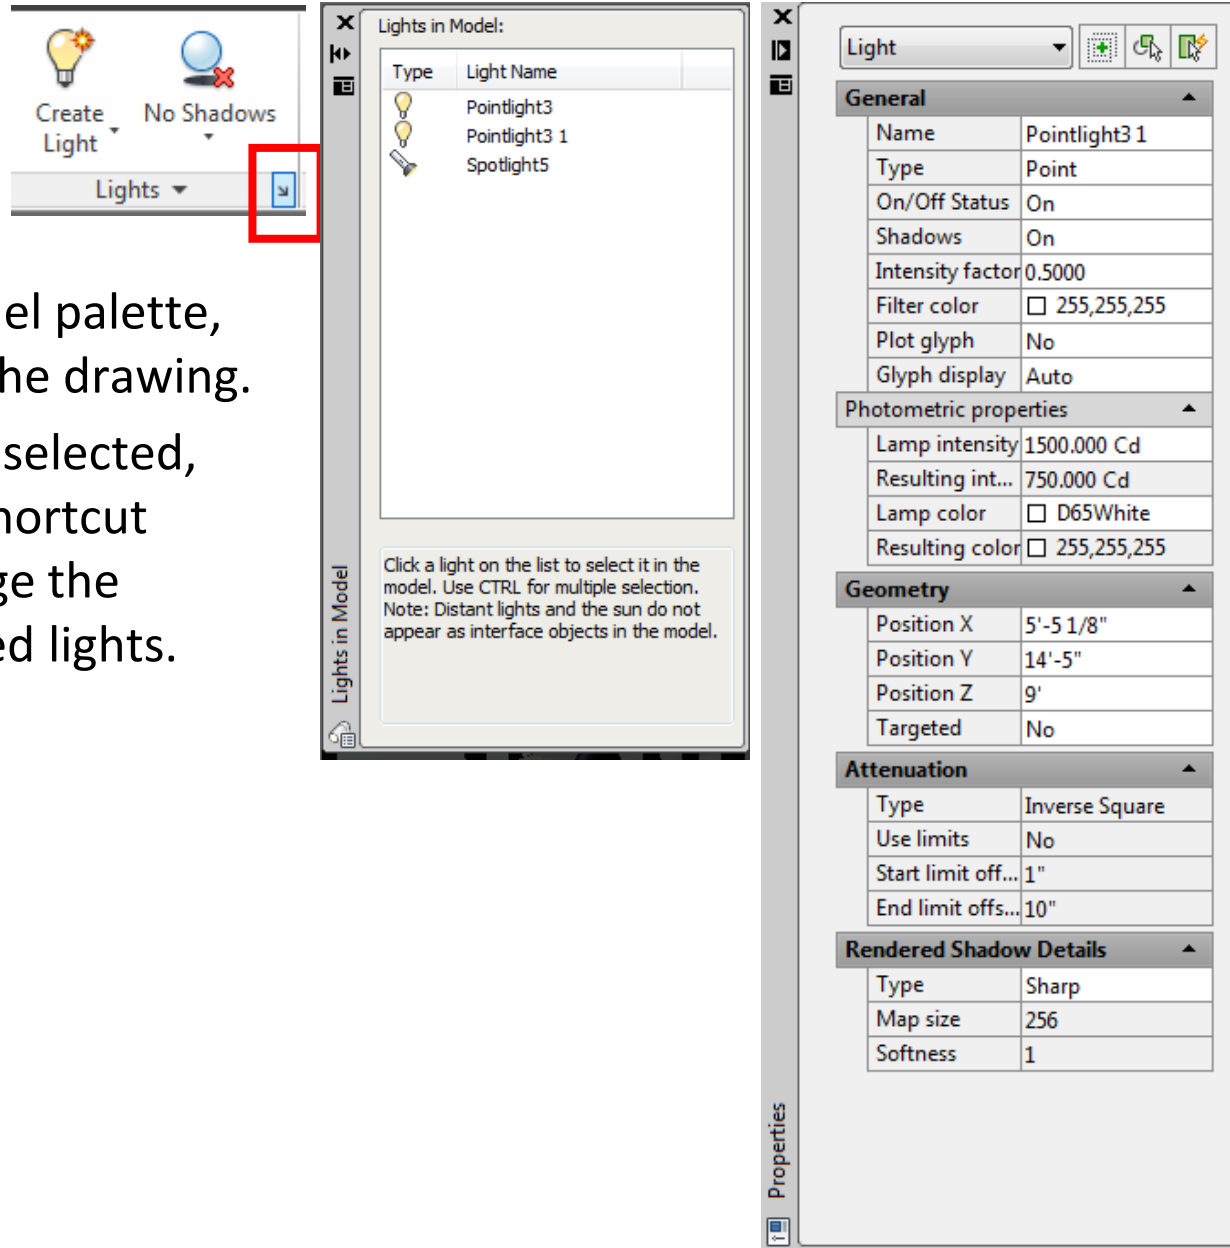 Create
Light
No Shadows
Lights
el palette,
he drawing.
selected,
hortcut
ge the
ed lights.
Lights in Model:
Type Light Name
Pointlight3
Pointlight3 1
Spotlight5
Click a light on the list to select it in the
model. Use CTRL for multiple selection.
Note: Distant lights and the sun do not
appear as interface objects in the model.
Lights in Model
Light
General
Name Pointlight3 1
Type Point
On/Off Status On
Shadows On
Intensity factor 0.5000
Filter color 255,255,255
Plot glyph No
Glyph display Auto
Photometric properties
Lamp intensity 1500.000 Cd
Resulting int... 750.000 Cd
Lamp color D65White
Resulting color 255,255,255
Geometry
Position X 5'-5 1/8"
Position Y 14'-5"
Position Z 9'
Targeted No
Attenuation
Type Inverse Square
Use limits No
Start limit off... 1"
End limit offs... 10"
Rendered Shadow Details
Type Sharp
Map size 256
Softness 1
Properties